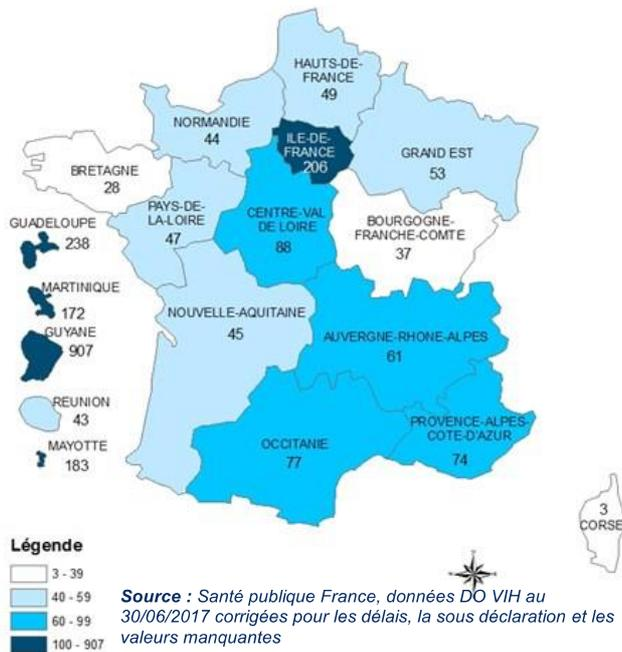 HAUTS-DE-
FRANCE
49
NORMANDIE
44
ILE-DE-
FRANCE
206
GRAND EST
53
BRETAGNE
28
PAYS-DE-
LA-LOIRE
47
CENTRE-VAL
DE LOIRE
88
BOURGOGNE-
FRANCHE-COMTE
37
GUADELOUPE
238
MARTINIQUE
172
GUYANE
907
NOUVELLE-AQUITAINE
45
AUVERGNE-RHONE-ALPES
61
REUNION
43
MAYOTTE
183
OCCITANIE
77
PROVENCE-ALPES-
COTE-D'AZUR
74
3
CORSE
Légende
3 - 39
40 - 59
60 - 99
100 - 907
Source : Santé publique France, données DO VIH au
30/06/2017 corrigées pour les délais, la sous déclaration et les
valeurs manquantes